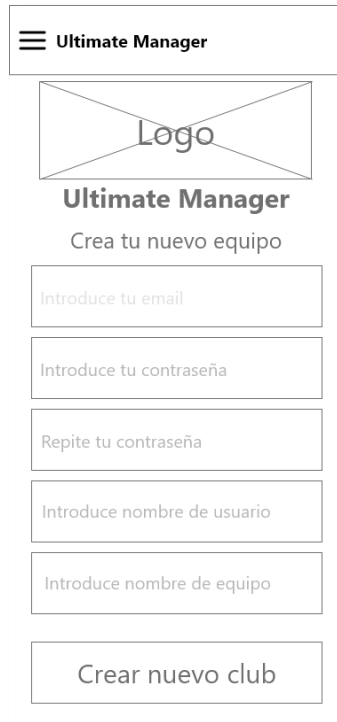 Ultimate Manager
Logo
Ultimate Manager
Crea tu nuevo equipo
Introduce tu email
Introduce tu contraseña
Repite tu contraseña
Introduce nombre de usuario
Introduce nombre de equipo
Crear nuevo club